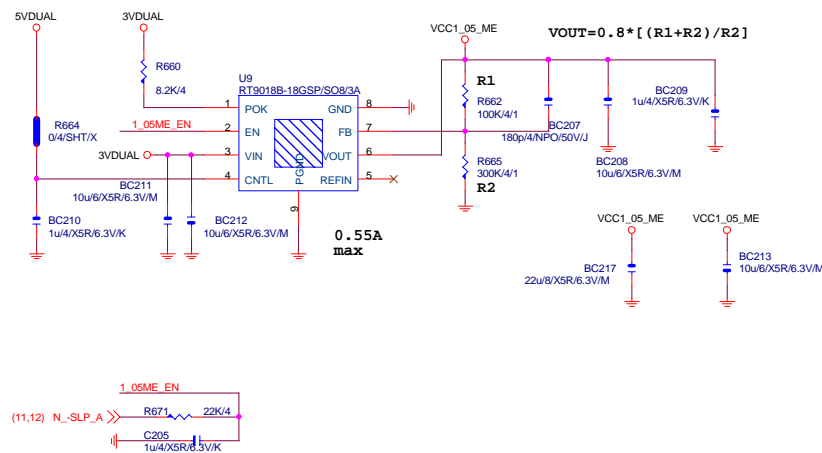 5VDUAL
3VDUAL
VCC1_05_ME
VOUT=0.8*[(R1+R2)/R2]
R660
8.2K/4
U9
RT9018B-18GSP/SO8/3A
1 POK
GND 8
2 EN
FB 7
3 VIN
VOUT 6
4 CNTL
REFIN 5
PGND
9
1_05ME_EN
3VDUAL
R664
0/4/SHT/X
R1
R662
100K/4/1
R665
300K/4/1
R2
BC207
180p/4/NPO/50V/J
BC209
1u/4/X5R/6.3V/K
BC208
10u/6/X5R/6.3V/M
BC211
10u/6/X5R/6.3V/M
BC210
1u/4/X5R/6.3V/K
BC212
10u/6/X5R/6.3V/M
0.55A
max
VCC1_05_ME
VCC1_05_ME
BC217
22u/8/X5R/6.3V/M
BC213
10u/6/X5R/6.3V/M
1_05ME_EN
(11,12) N_-SLP_A
R671 22K/4
C205
1u/4/X5R/6.3V/K